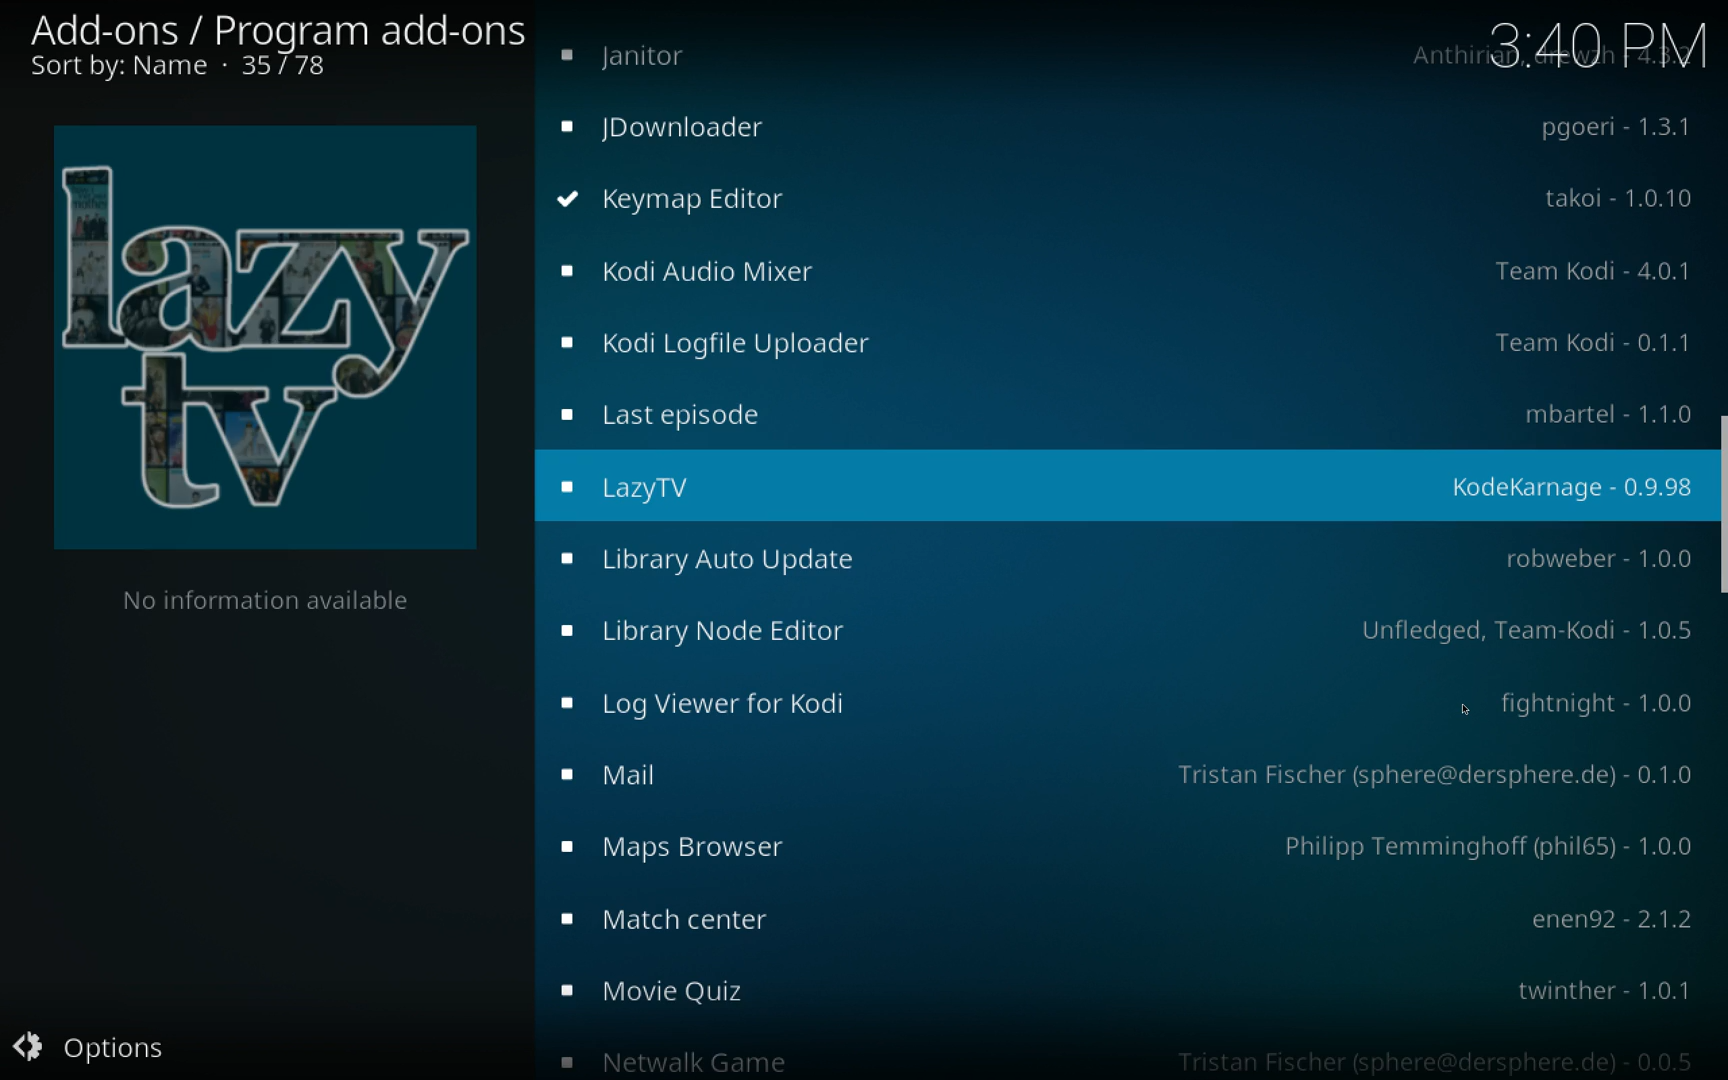 Add-ons / Program add-ons
Sort by: Name · 35 / 78
3:40 PM
lazy
tv
No information available
Janitor Anthirian, drewzh - 4.3.2
JDownloader pgoeri - 1.3.1
Keymap Editor takoi - 1.0.10
Kodi Audio Mixer Team Kodi - 4.0.1
Kodi Logfile Uploader Team Kodi - 0.1.1
Last episode mbartel - 1.1.0
LazyTV KodeKarnage - 0.9.98
Library Auto Update robweber - 1.0.0
Library Node Editor Unfledged, Team-Kodi - 1.0.5
Log Viewer for Kodi fightnight - 1.0.0
Mail Tristan Fischer (sphere@dersphere.de) - 0.1.0
Maps Browser Philipp Temminghoff (phil65) - 1.0.0
Match center enen92 - 2.1.2
Movie Quiz twinther - 1.0.1
Netwalk Game Tristan Fischer (sphere@dersphere.de) - 0.0.5
Options